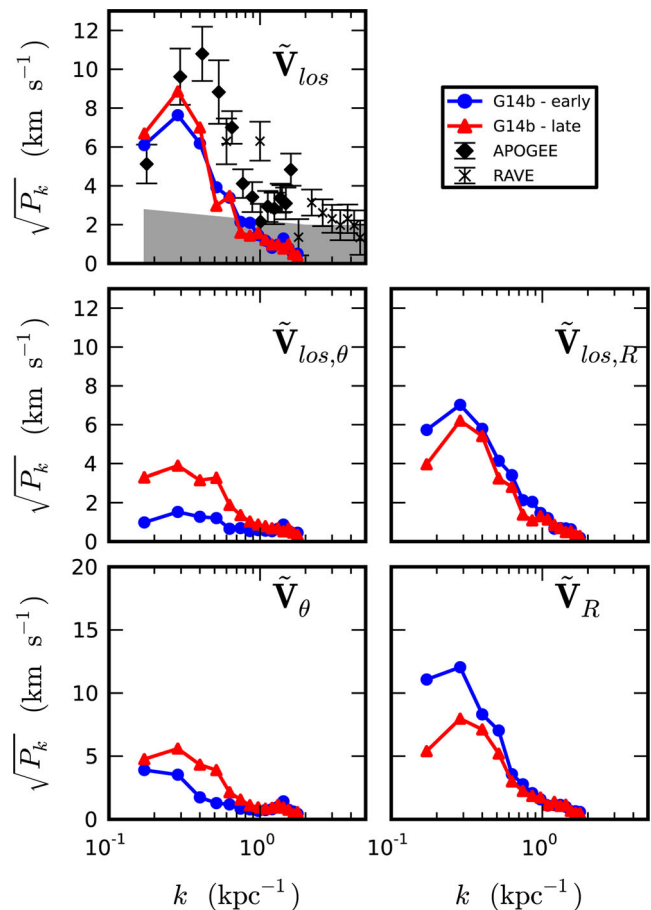 12
10
8
6
4
2
0
√P_k (km s⁻¹)
Ṽ_los
G14b - early
G14b - late
APOGEE
RAVE
12
10
8
6
4
2
0
√P_k (km s⁻¹)
Ṽ_los,θ
Ṽ_los,R
20
15
10
5
0
√P_k (km s⁻¹)
Ṽ_θ
Ṽ_R
10⁻¹ 10⁰ 10⁻¹ 10⁰
k (kpc⁻¹) k (kpc⁻¹)